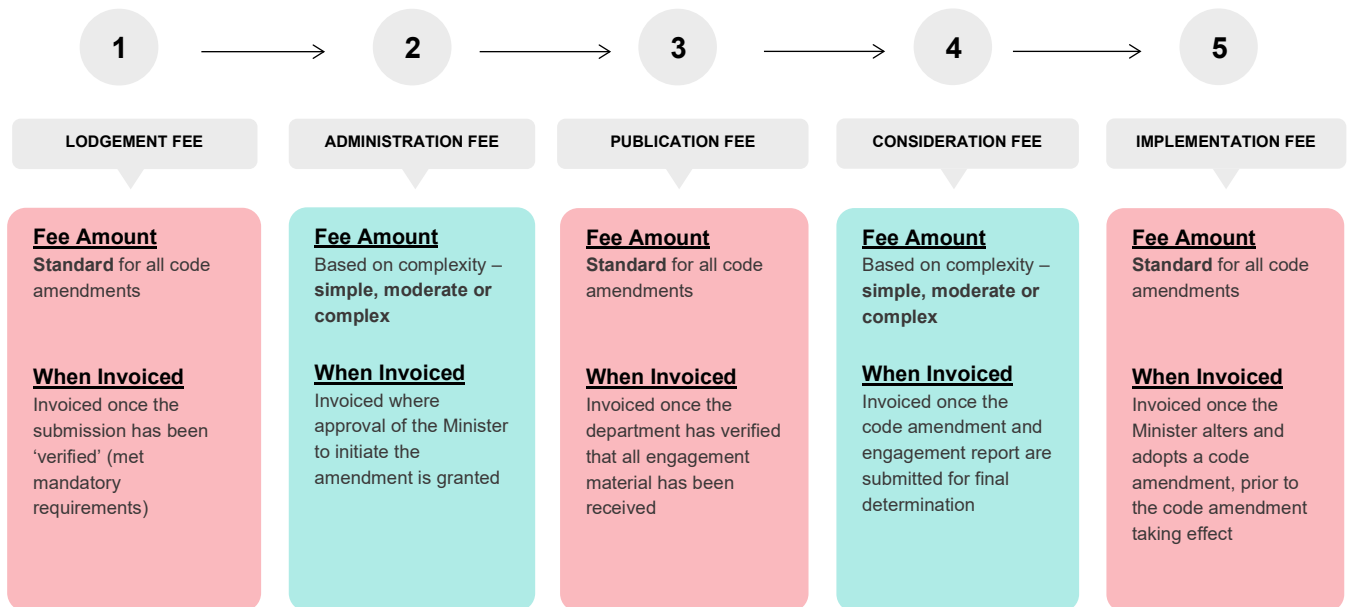 1
2
3
4
5
LODGEMENT FEE
ADMINISTRATION FEE
PUBLICATION FEE
CONSIDERATION FEE
IMPLEMENTATION FEE
Fee Amount
Standard for all code
amendments
When Invoiced
Invoiced once the
submission has been
‘verified’ (met
mandatory
requirements)
Fee Amount
Based on complexity –
simple, moderate or
complex
When Invoiced
Invoiced where
approval of the Minister
to initiate the
amendment is granted
Fee Amount
Standard for all code
amendments
When Invoiced
Invoiced once the
department has verified
that all engagement
material has been
received
Fee Amount
Based on complexity –
simple, moderate or
complex
When Invoiced
Invoiced once the
code amendment and
engagement report are
submitted for final
determination
Fee Amount
Standard for all code
amendments
When Invoiced
Invoiced once the
Minister alters and
adopts a code
amendment, prior to
the code amendment
taking effect